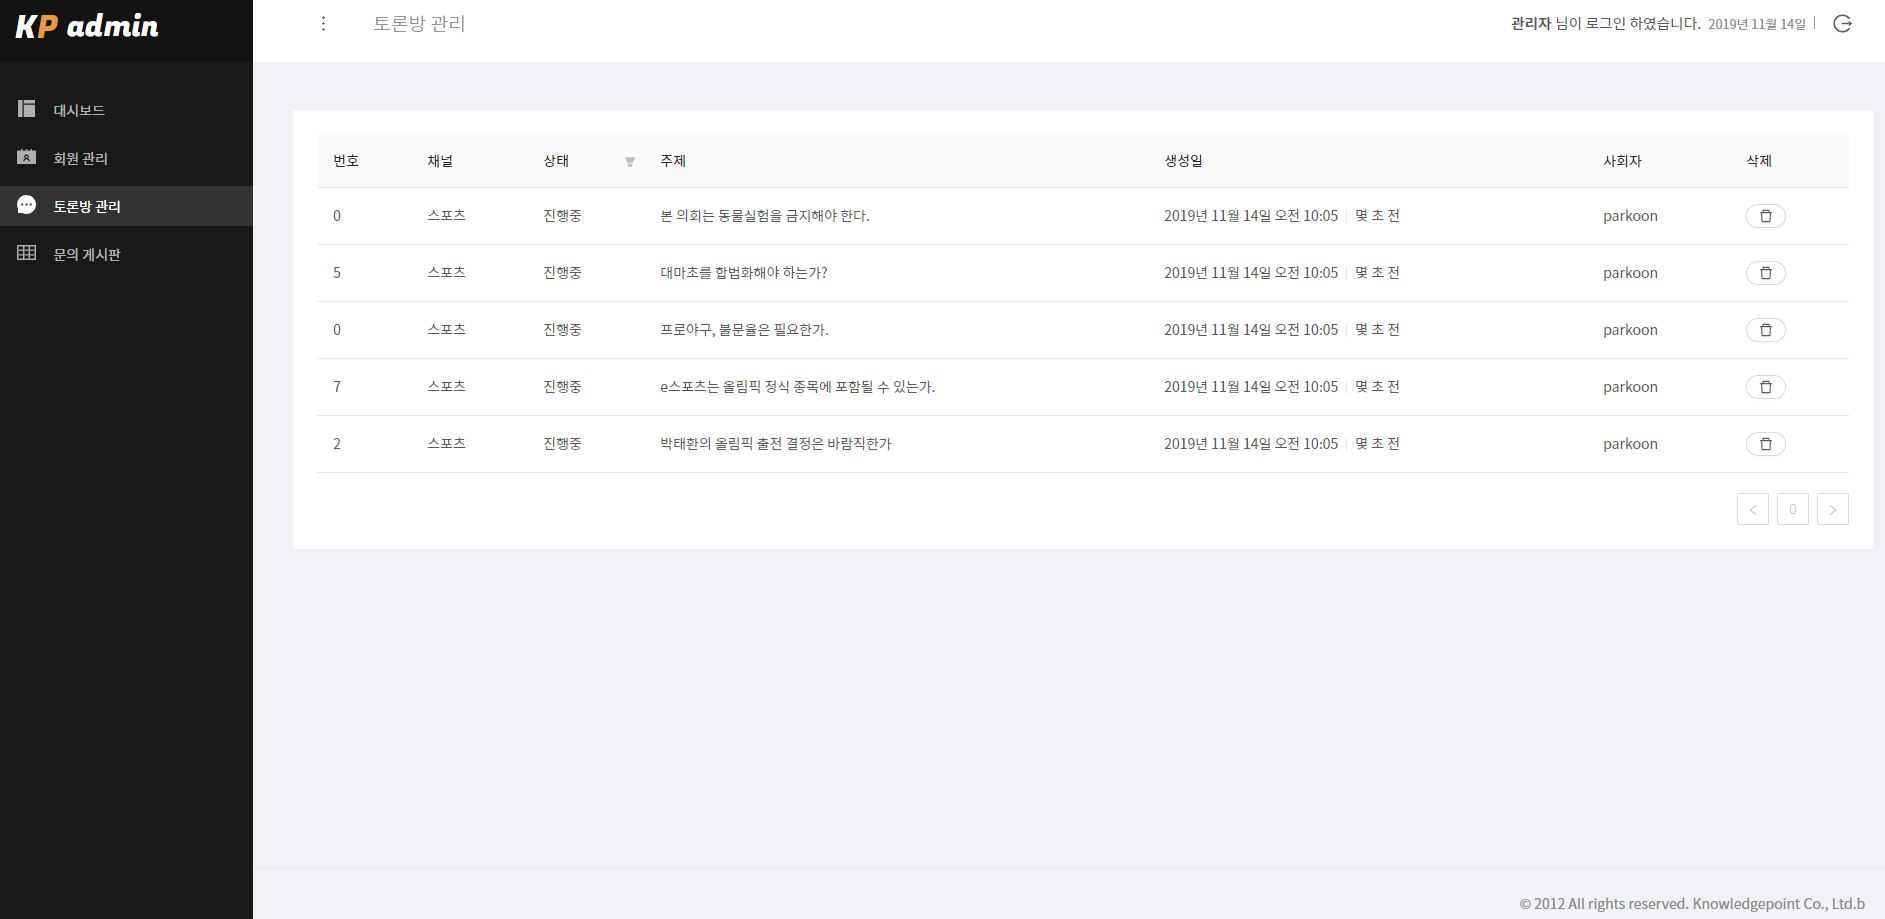 KP admin
토론방 관리
관리자 님이 로그인 하였습니다. 2019년 11월 14일
대시보드
회원 관리
토론방 관리
문의 게시판
번호 채널 상태 주제 생성일 사회자 삭제
0 스포츠 진행중 본 의회는 동물실험을 금지해야 한다. 2019년 11월 14일 오전 10:05 몇 초 전 parkoon
5 스포츠 진행중 대마초를 합법화해야 하는가? 2019년 11월 14일 오전 10:05 몇 초 전 parkoon
0 스포츠 진행중 프로야구, 불문율은 필요한가. 2019년 11월 14일 오전 10:05 몇 초 전 parkoon
7 스포츠 진행중 e스포츠는 올림픽 정식 종목에 포함될 수 있는가. 2019년 11월 14일 오전 10:05 몇 초 전 parkoon
2 스포츠 진행중 박태환의 올림픽 출전 결정은 바람직한가 2019년 11월 14일 오전 10:05 몇 초 전 parkoon
< 0 >
© 2012 All rights reserved. Knowledgepoint Co., Ltd.b